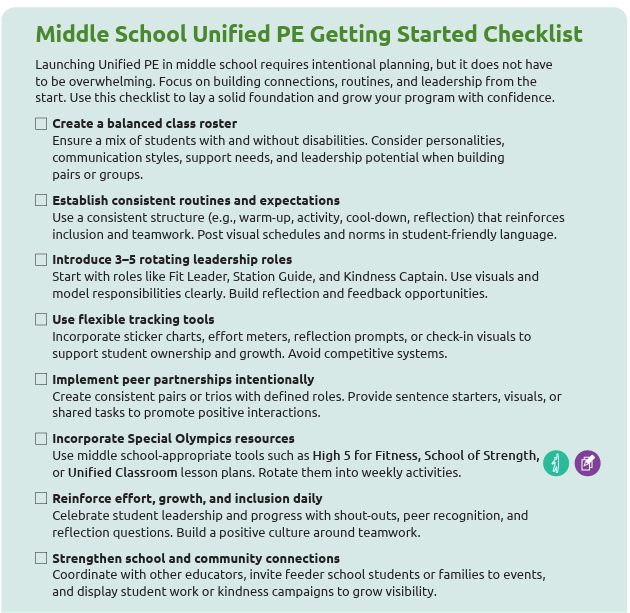 Middle School Unified PE Getting Started Checklist
Launching Unified PE in middle school requires intentional planning, but it does not have
to be overwhelming. Focus on building connections, routines, and leadership from the
start. Use this checklist to lay a solid foundation and grow your program with confidence.
Create a balanced class roster
Ensure a mix of students with and without disabilities. Consider personalities,
communication styles, support needs, and leadership potential when building
pairs or groups.
Establish consistent routines and expectations
Use a consistent structure (e.g., warm-up, activity, cool-down, reflection) that reinforces
inclusion and teamwork. Post visual schedules and norms in student-friendly language.
Introduce 3–5 rotating leadership roles
Start with roles like Fit Leader, Station Guide, and Kindness Captain. Use visuals and
model responsibilities clearly. Build reflection and feedback opportunities.
Use flexible tracking tools
Incorporate sticker charts, effort meters, reflection prompts, or check-in visuals to
support student ownership and growth. Avoid competitive systems.
Implement peer partnerships intentionally
Create consistent pairs or trios with defined roles. Provide sentence starters, visuals, or
shared tasks to promote positive interactions.
Incorporate Special Olympics resources
Use middle school-appropriate tools such as High 5 for Fitness, School of Strength,
or Unified Classroom lesson plans. Rotate them into weekly activities.
Reinforce effort, growth, and inclusion daily
Celebrate student leadership and progress with shout-outs, peer recognition, and
reflection questions. Build a positive culture around teamwork.
Strengthen school and community connections
Coordinate with other educators, invite feeder school students or families to events,
and display student work or kindness campaigns to grow visibility.